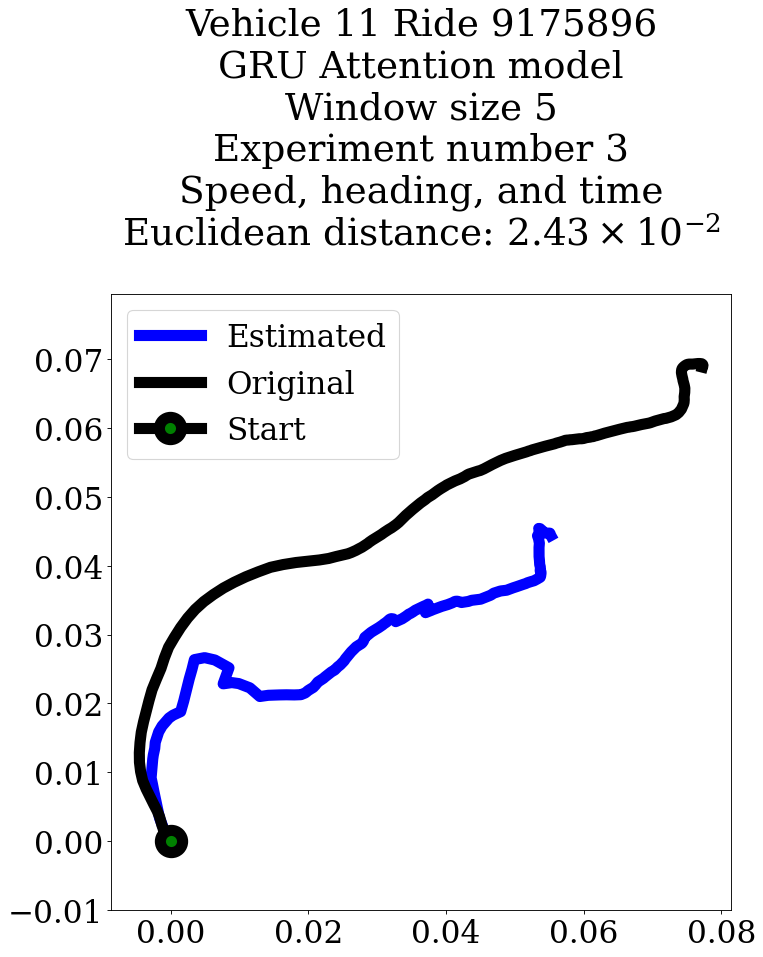 Vehicle 11 Ride 9175896
GRU Attention model
Window size 5
Experiment number 3
Speed, heading, and time
Euclidean distance: 2.43 × 10⁻²
Estimated
Original
Start
0.07
0.06
0.05
0.04
0.03
0.02
0.01
0.00
−0.01
0.00 0.02 0.04 0.06 0.08